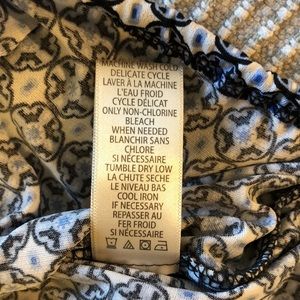 MACHINE WASH COLD
DELICATE CYCLE
LAVER À LA MACHINE
L'EAU FROID
CYCLE DÉLICAT
ONLY NON-CHLORINE
BLEACH
WHEN NEEDED
BLANCHIR SANS
CHLORE
SI NÉCESSAIRE
TUMBLE DRY LOW
LA CHUTE SECHE
LE NIVEAU BAS
COOL IRON
IF NECESSARY
REPASSER AU
FER FROID
SI NÉCESSAIRE